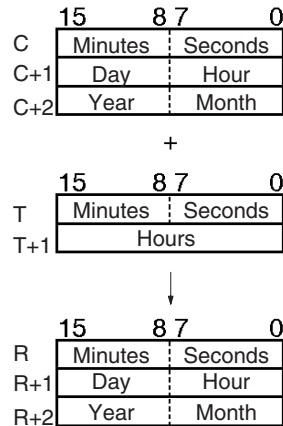 15 8 7 0
C Minutes Seconds
C+1 Day Hour
C+2 Year Month
+
15 8 7 0
T Minutes Seconds
T+1 Hours
15 8 7 0
R Minutes Seconds
R+1 Day Hour
R+2 Year Month